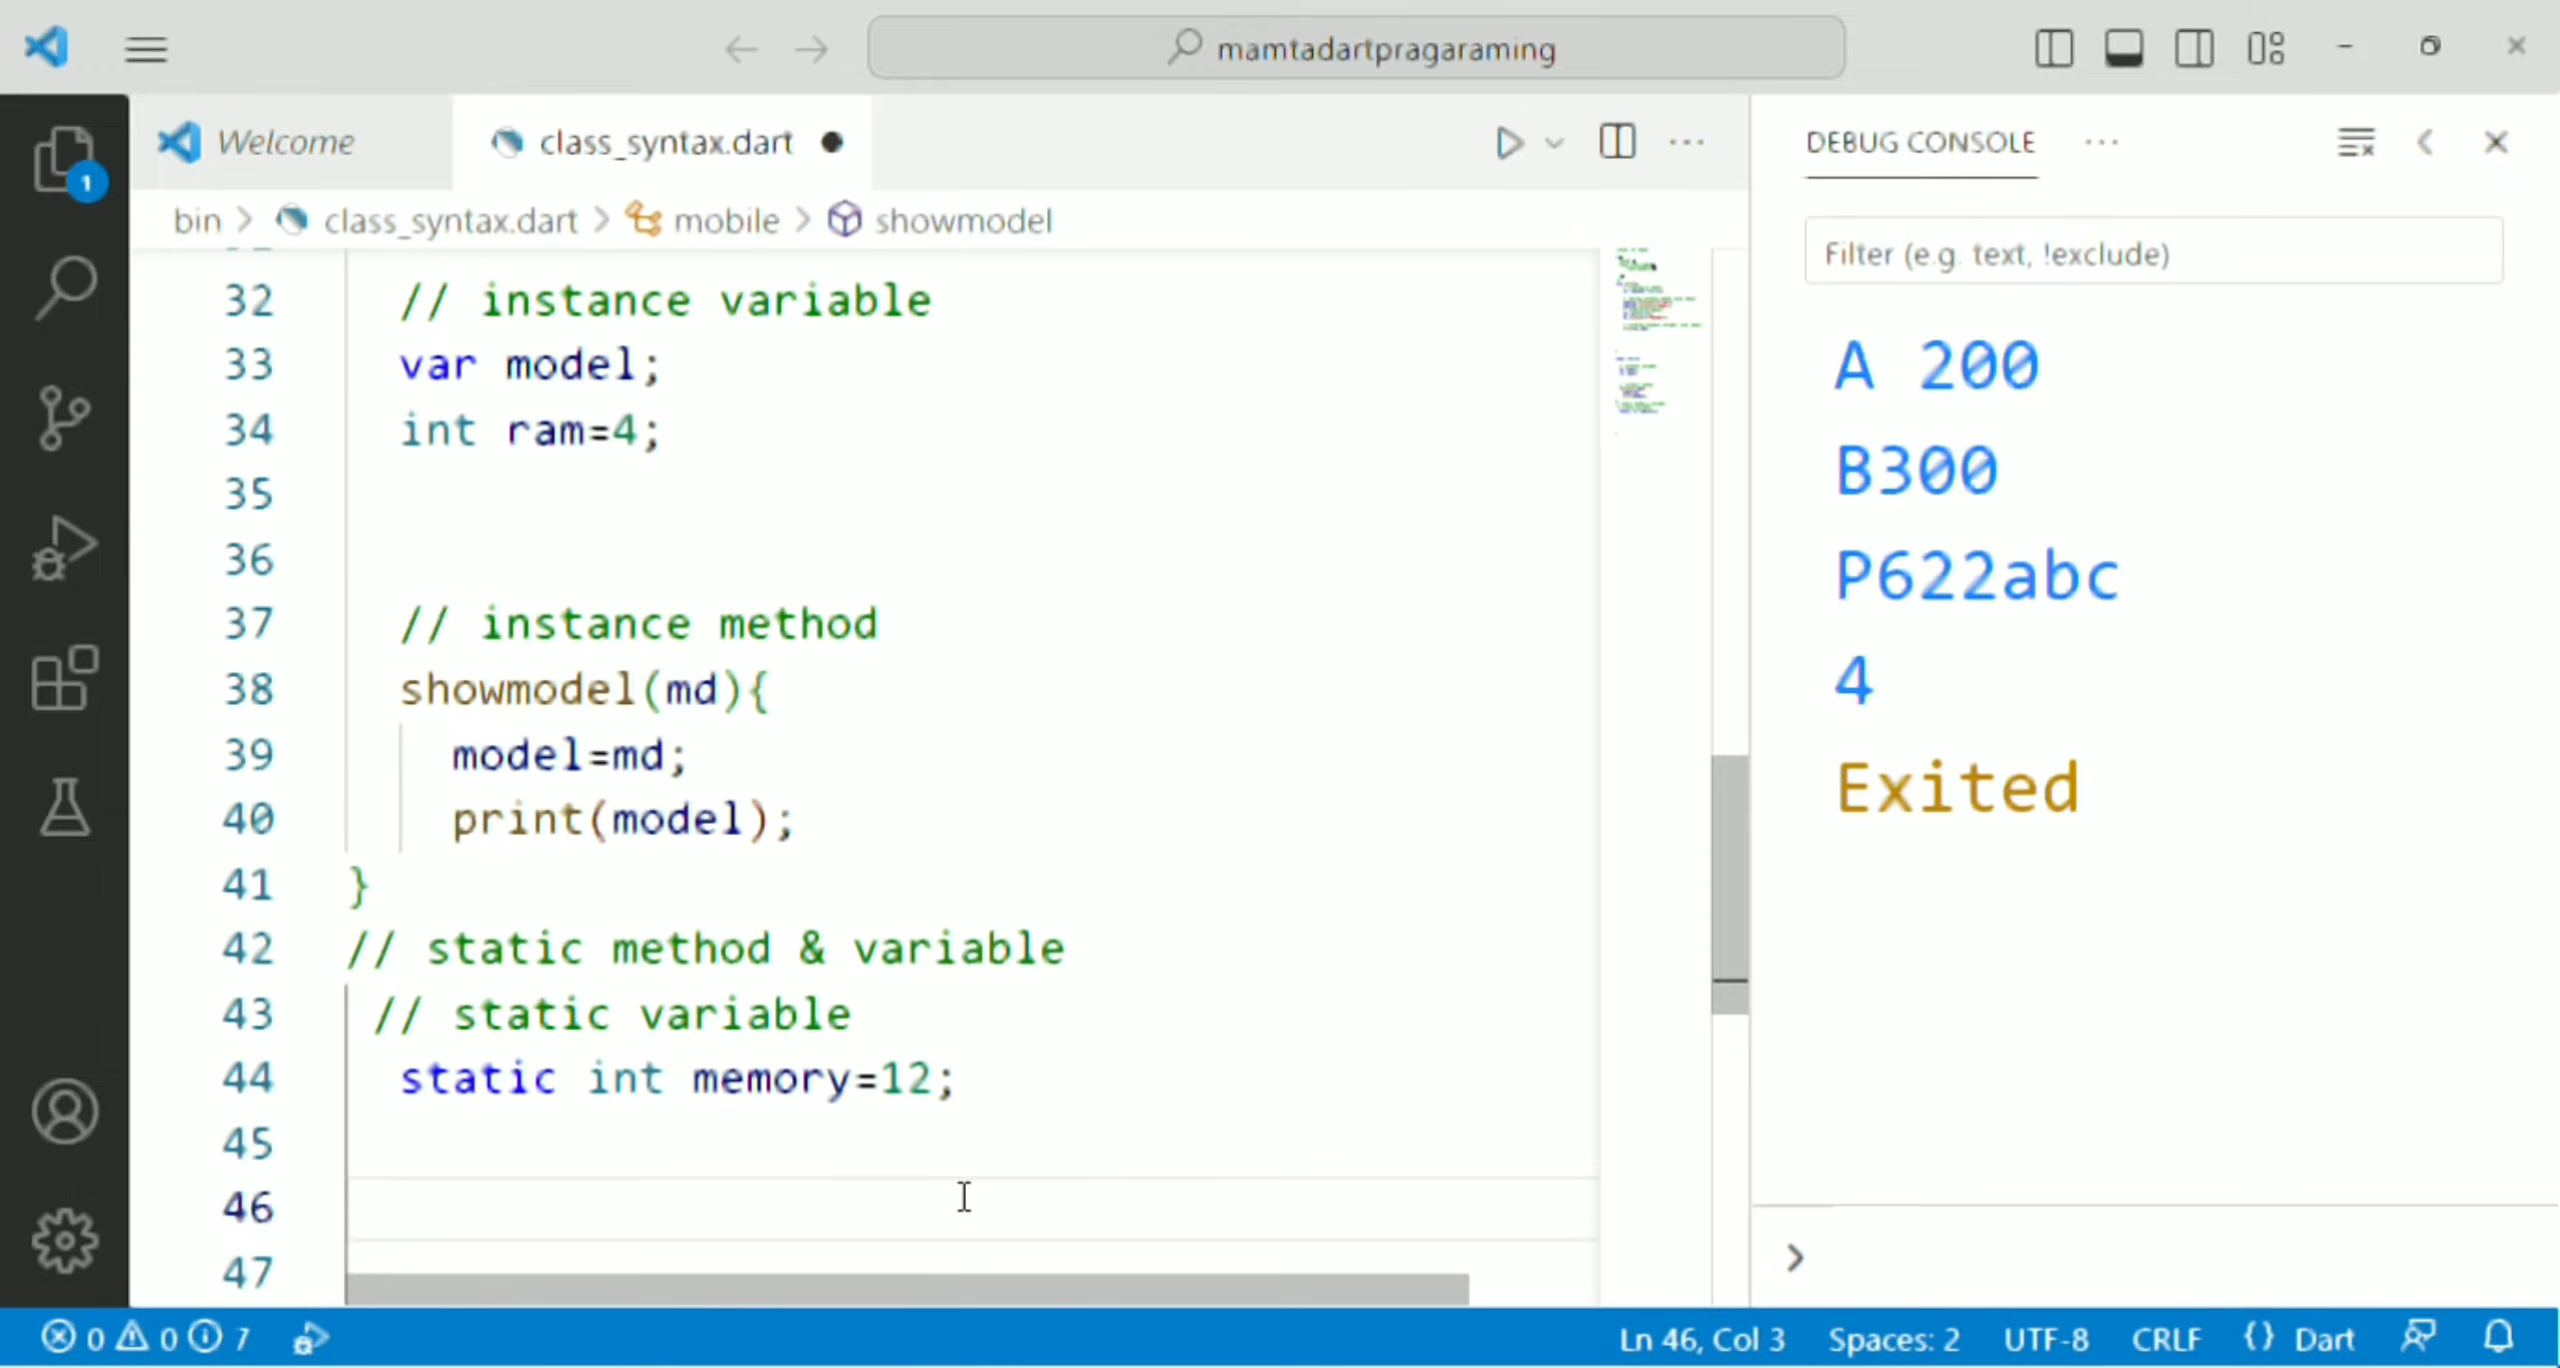 mamtadartpragaraming
Welcome
class_syntax.dart
DEBUG CONSOLE
bin > class_syntax.dart > mobile > showmodel
Filter (e.g. text, !exclude)
32 // instance variable
33 var model;
34 int ram=4;
35
36
37 // instance method
38 showmodel(md){
39 model=md;
40 print(model);
41 }
42 // static method & variable
43 // static variable
44 static int memory=12;
45
46
47
A 200
B300
P622abc
4
Exited
1
0 0 7
Ln 46, Col 3 Spaces: 2 UTF-8 CRLF {} Dart